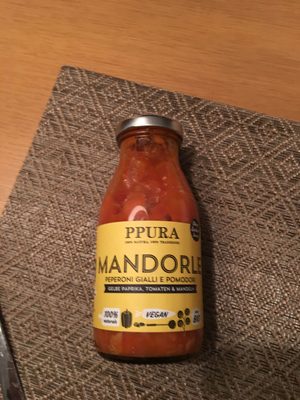 PPURA
MANDORLE
PEPERONI GIALLI E POMODORI
GELBE PAPRIKA, TOMATEN & MANDELN
100%
VEGAN